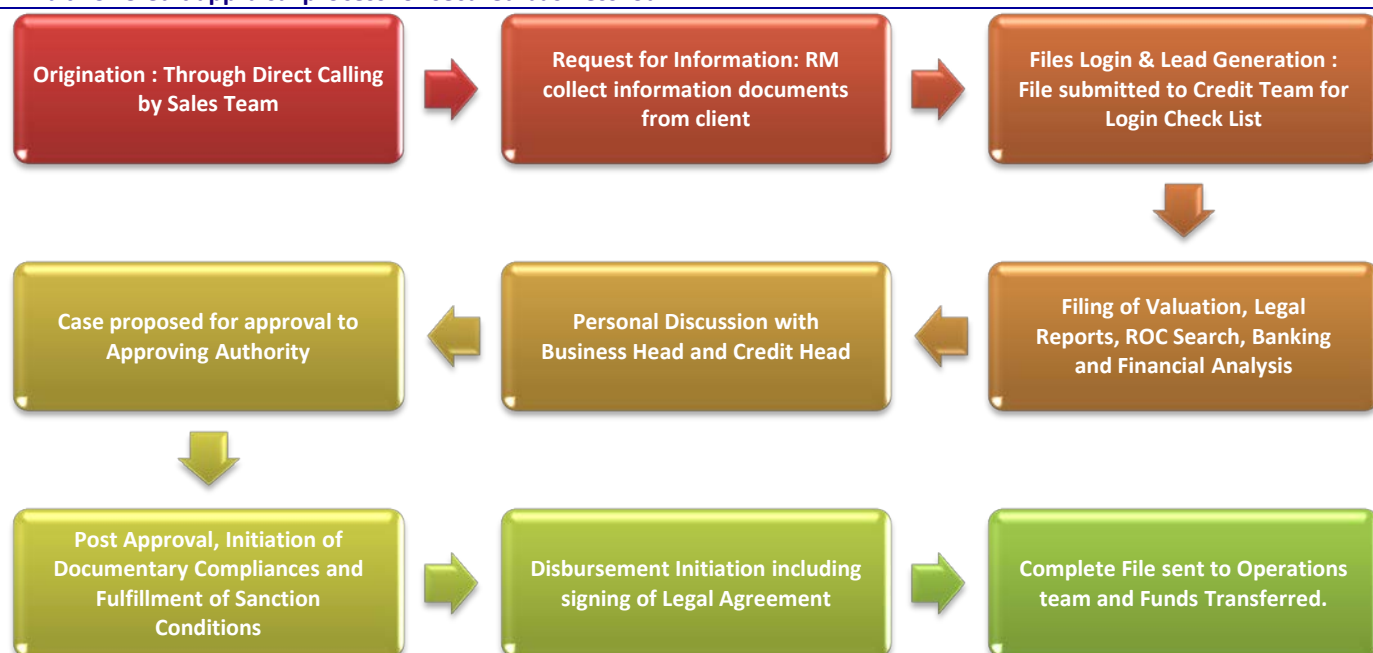 appraisal process for secured
Origination : Through Direct Calling
by Sales Team
Request for Information: RM
collect information documents
from client
Files Login & Lead Generation :
File submitted to Credit Team for
Login Check List
Filing of Valuation, Legal
Reports, ROC Search, Banking
and Financial Analysis
Personal Discussion with
Business Head and Credit Head
Case proposed for approval to
Approving Authority
Post Approval, Initiation of
Documentary Compliances and
Fulfillment of Sanction
Conditions
Disbursement Initiation including
signing of Legal Agreement
Complete File sent to Operations
team and Funds Transferred.